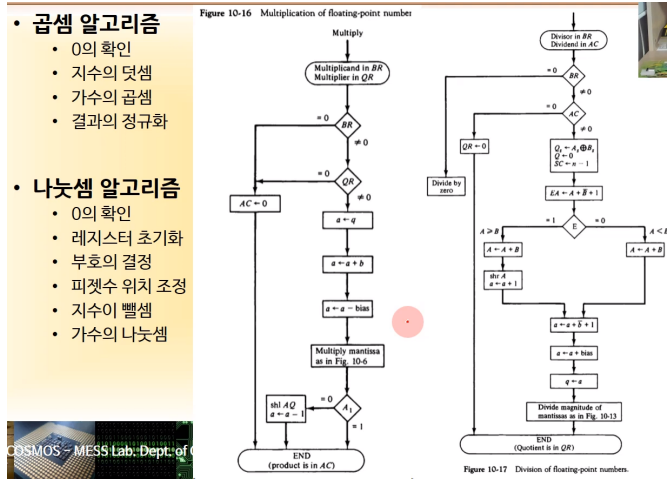 • 곱셈 알고리즘
• 0의 확인
• 지수의 덧셈
• 가수의 곱셈
• 결과의 정규화
• 나눗셈 알고리즘
• 0의 확인
• 레지스터 초기화
• 부호의 결정
• 피젯수 위치 조정
• 지수이 뺄셈
• 가수의 나눗셈
COSMOS – MESS Lab. Dept. of
Figure 10-16 Multiplication of floating-point number
Multiply
Multiplicand in BR
Multiplier in QR
= 0
BR
≠ 0
= 0
QR
≠ 0
AC ← 0
a ← q
a ← a + b
a ← a − bias
Multiply mantissa
as in Fig. 10-6
= 0
A₁
= 1
shl AQ
a ← a − 1
END
(product is in AC)
Divisor in BR
Dividend in AC
= 0
BR
≠ 0
= 0
AC
≠ 0
QR ← 0
Qₛ ← Aₛ ⊕ Bₛ
Q ← 0
SC ← n − 1
Divide by
zero
EA ← A + B̅ + 1
= 1
E
= 0
A ≥ B
A <
A ← A + B
A ← A + B
shr A
a ← a + 1
a ← a + b̅ + 1
a ← a + bias
q ← a
Divide magnitude of
mantissas as in Fig. 10-13
END
(Quotient is in QR)
Figure 10-17 Division of floating-point numbers.